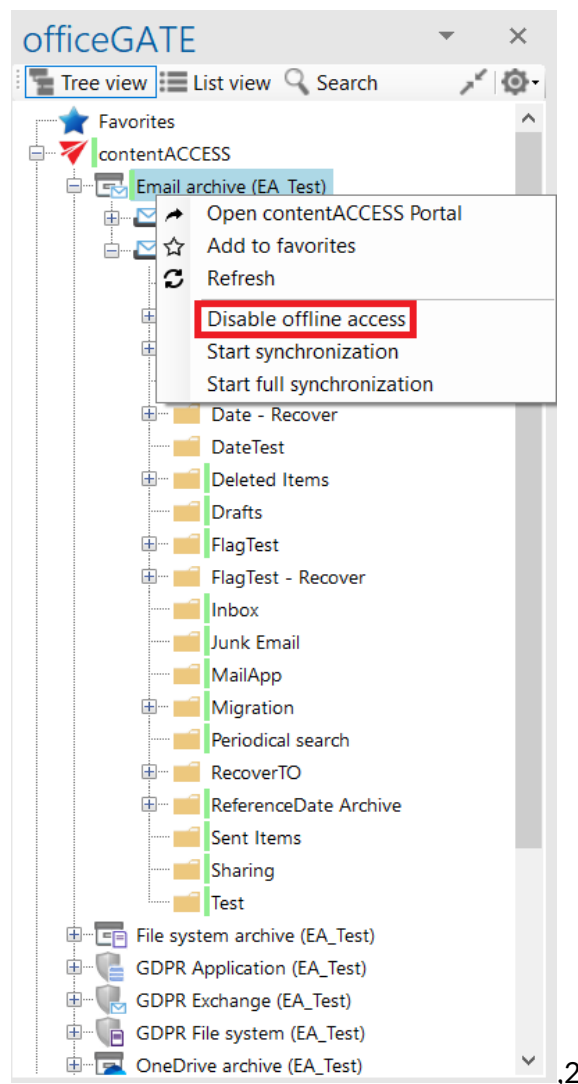 officeGATE
Tree view List view Search
Favorites
contentACCESS
Email archive (EA_Test)
Open contentACCESS Portal
Add to favorites
Refresh
Disable offline access
Start synchronization
Start full synchronization
Date - Recover
DateTest
Deleted Items
Drafts
FlagTest
FlagTest - Recover
Inbox
Junk Email
MailApp
Migration
Periodical search
RecoverTO
ReferenceDate Archive
Sent Items
Sharing
Test
File system archive (EA_Test)
GDPR Application (EA_Test)
GDPR Exchange (EA_Test)
GDPR File system (EA_Test)
OneDrive archive (EA_Test)
,2